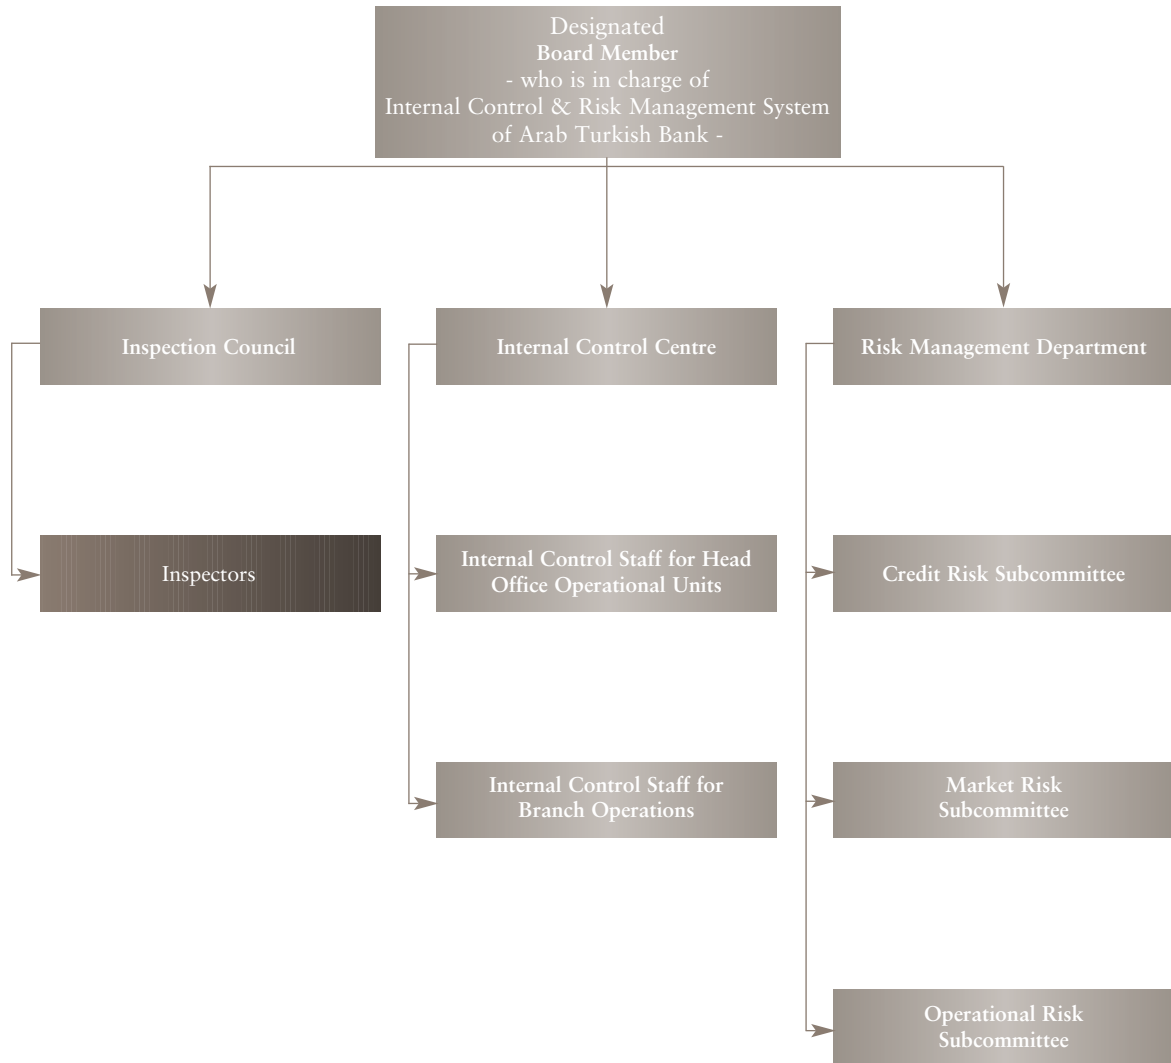 Designated
Board Member
- who is in charge of
Internal Control & Risk Management System
of Arab Turkish Bank -
Inspection Council
Internal Control Centre
Risk Management Department
Inspectors
Internal Control Staff for Head
Office Operational Units
Credit Risk Subcommittee
Internal Control Staff for
Branch Operations
Market Risk
Subcommittee
Operational Risk
Subcommittee